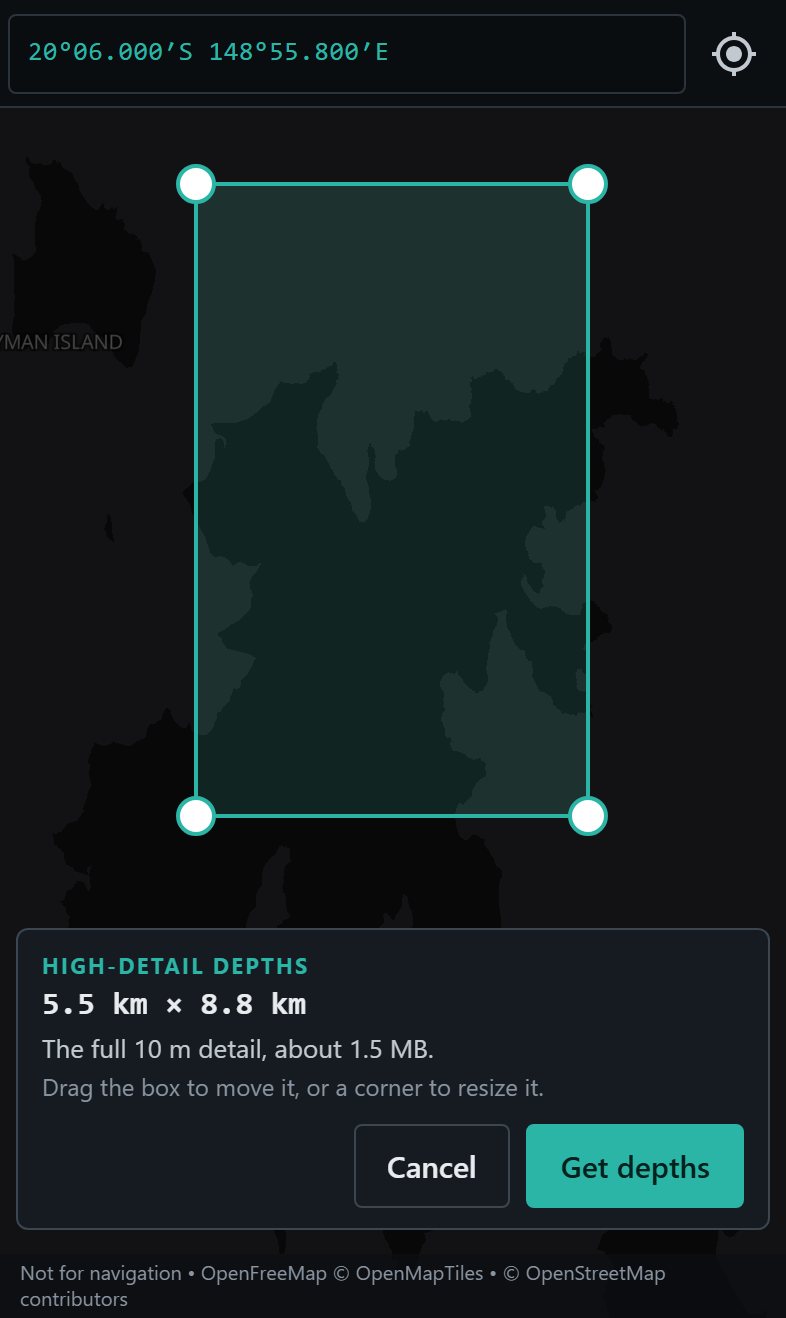 20°06.000’S 148°55.800’E
YMAN ISLAND
HIGH-DETAIL DEPTHS
5.5 km × 8.8 km
The full 10 m detail, about 1.5 MB.
Drag the box to move it, or a corner to resize it.
Cancel Get depths
Not for navigation • OpenFreeMap © OpenMapTiles • © OpenStreetMap
contributors